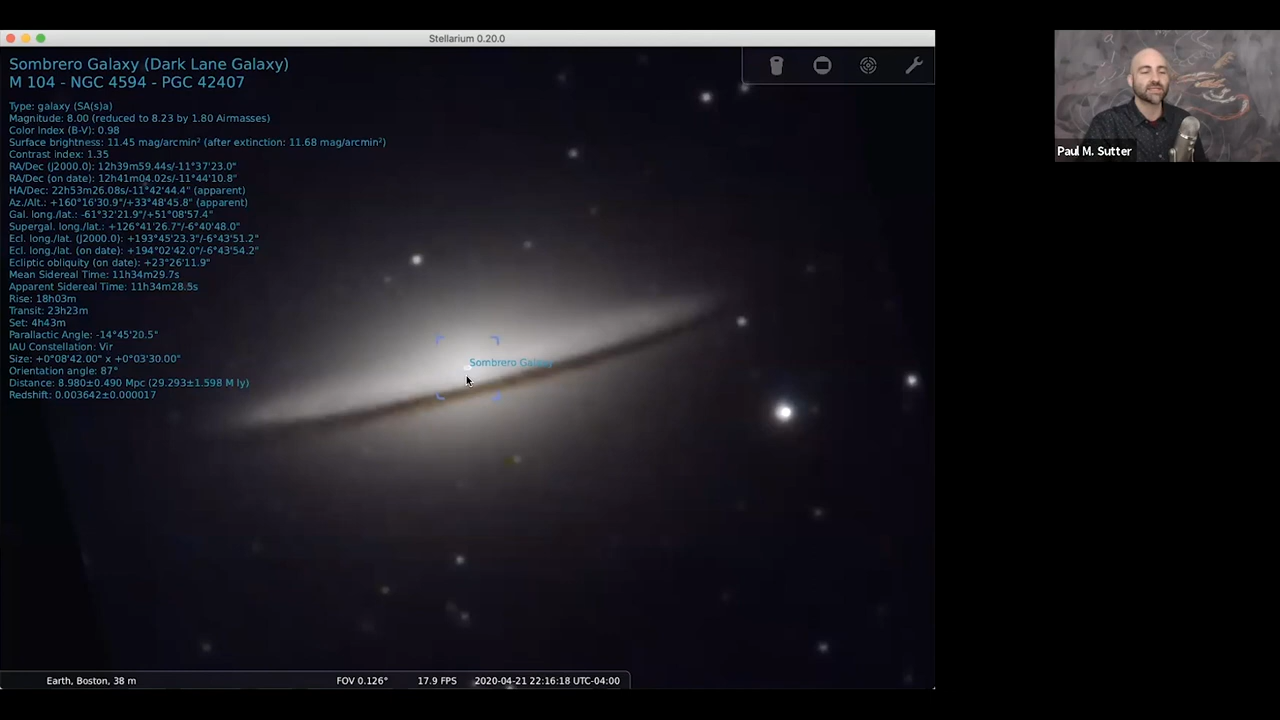 Stellarium 0.20.0
Sombrero Galaxy (Dark Lane Galaxy)
M 104 - NGC 4594 - PGC 42407
Type: galaxy (SA(s)a)
Magnitude: 8.00 (reduced to 8.23 by 1.80 Airmasses)
Color Index (B-V): 0.98
Surface brightness: 11.45 mag/arcmin² (after extinction: 11.68 mag/arcmin²)
Contrast index: 1.35
RA/Dec (J2000.0): 12h39m59.44s/-11°37'23.0"
RA/Dec (on date): 12h41m04.02s/-11°44'10.8"
HA/Dec: 22h53m26.08s/-11°42'44.4" (apparent)
Az./Alt.: +160°16'30.9"/+33°48'45.8" (apparent)
Gal. long./lat.: -61°32'21.9"/+51°08'57.4"
Supergal. long./lat.: +126°41'26.7"/-6°40'48.0"
Ecl. long./lat. (J2000.0): +193°45'23.3"/-6°43'51.2"
Ecl. long./lat. (on date): +194°02'42.0"/-6°43'54.2"
Ecliptic obliquity (on date): +23°26'11.9"
Mean Sidereal Time: 11h34m29.7s
Apparent Sidereal Time: 11h34m28.5s
Rise: 18h03m
Transit: 23h23m
Set: 4h43m
Parallactic Angle: -14°45'20.5"
IAU Constellation: Vir
Size: +0°08'42.00" x +0°03'30.00"
Orientation angle: 87°
Distance: 8.980±0.490 Mpc (29.293±1.598 M ly)
Redshift: 0.003642±0.000017
Sombrero Galaxy
Paul M. Sutter
Earth, Boston, 38 m FOV 0.126° 17.9 FPS 2020-04-21 22:16:18 UTC-04:00